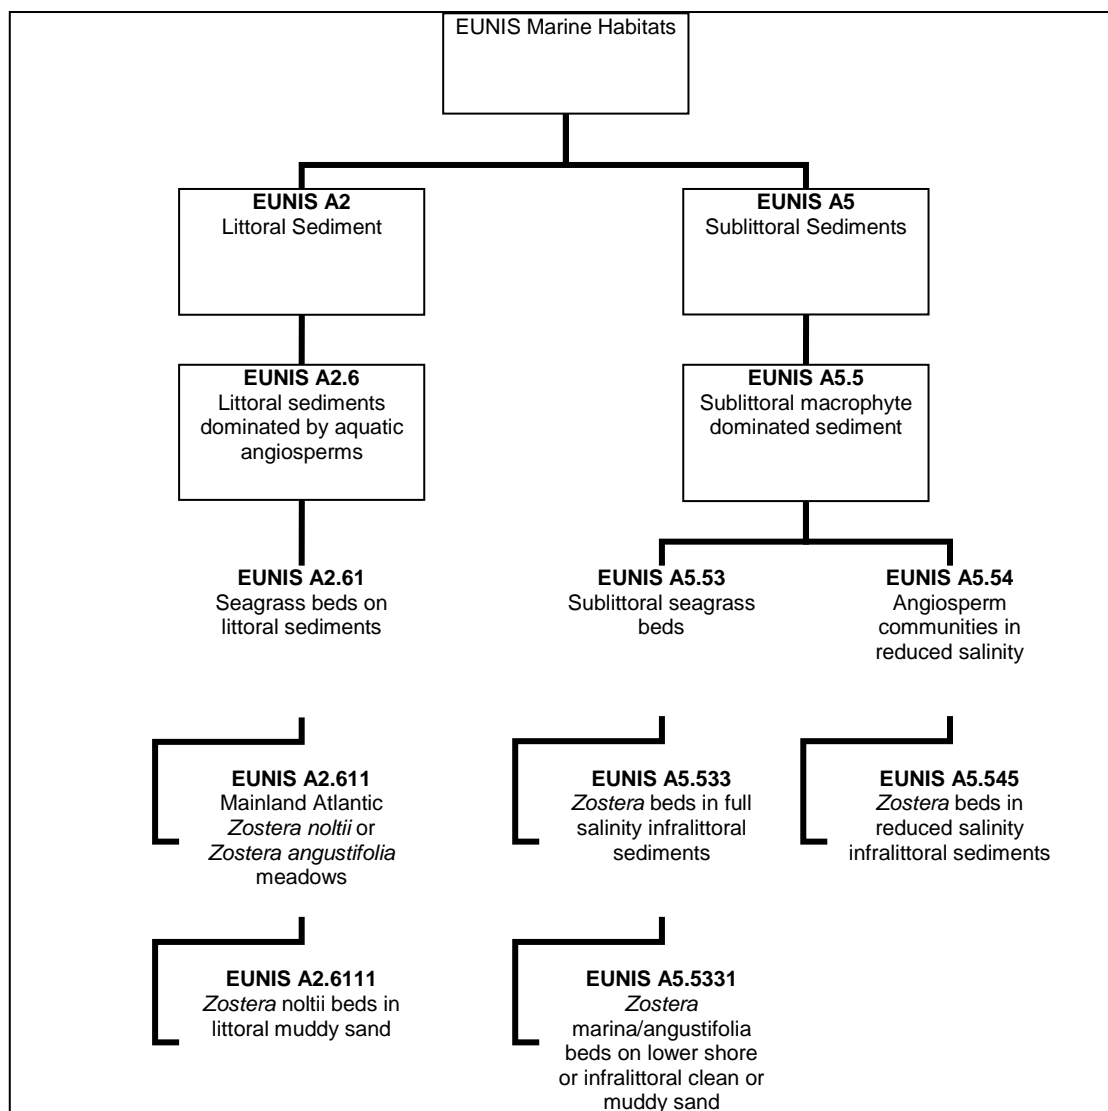 EUNIS Marine Habitats
EUNIS A2
Littoral Sediment
EUNIS A5
Sublittoral Sediments
EUNIS A2.6
Littoral sediments
dominated by aquatic
angiosperms
EUNIS A5.5
Sublittoral macrophyte
dominated sediment
EUNIS A2.61
Seagrass beds on
littoral sediments
EUNIS A5.53
Sublittoral seagrass
beds
EUNIS A5.54
Angiosperm
communities in
reduced salinity
EUNIS A2.611
Mainland Atlantic
Zostera noltii or
Zostera angustifolia
meadows
EUNIS A5.533
Zostera beds in full
salinity infralittoral
sediments
EUNIS A5.545
Zostera beds in
reduced salinity
infralittoral sediments
EUNIS A2.6111
Zostera noltii beds in
littoral muddy sand
EUNIS A5.5331
Zostera
marina/angustifolia
beds on lower shore
or infralittoral clean or
muddy sand